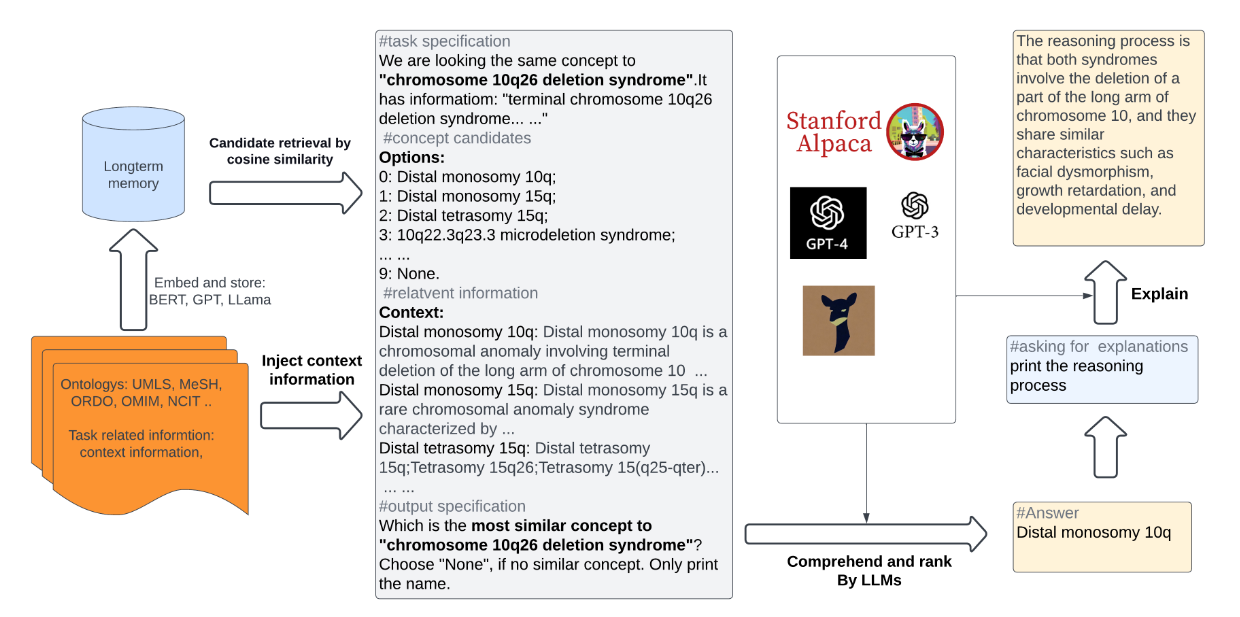 Longterm
memory
Embed and store:
BERT, GPT, LLama
Ontologys: UMLS, MeSH,
ORDO, OMIM, NCIT ..
Task related informtion:
context information,
Candidate retrieval by
cosine similarity
Inject context
information
#task specification
We are looking the same concept to
"chromosome 10q26 deletion syndrome".It
has informatiom: "terminal chromosome 10q26
deletion syndrome... ..."
#concept candidates
Options:
0: Distal monosomy 10q;
1: Distal monosomy 15q;
2: Distal tetrasomy 15q;
3: 10q22.3q23.3 microdeletion syndrome;
... ...
9: None.
#relatvent information
Context:
Distal monosomy 10q: Distal monosomy 10q is a
chromosomal anomaly involving terminal
deletion of the long arm of chromosome 10 ...
Distal monosomy 15q: Distal monosomy 15q is a
rare chromosomal anomaly syndrome
characterized by ...
Distal tetrasomy 15q: Distal tetrasomy
15q;Tetrasomy 15q26;Tetrasomy 15(q25-qter)...
... ...
#output specification
Which is the most similar concept to
"chromosome 10q26 deletion syndrome"?
Choose "None", if no similar concept. Only print
the name.
Stanford
Alpaca
GPT-4
GPT-3
Comprehend and rank
By LLMs
#Answer
Distal monosomy 10q
#asking for explanations
print the reasoning
process
Explain
The reasoning process is
that both syndromes
involve the deletion of a
part of the long arm of
chromosome 10, and they
share similar
characteristics such as
facial dysmorphism,
growth retardation, and
developmental delay.